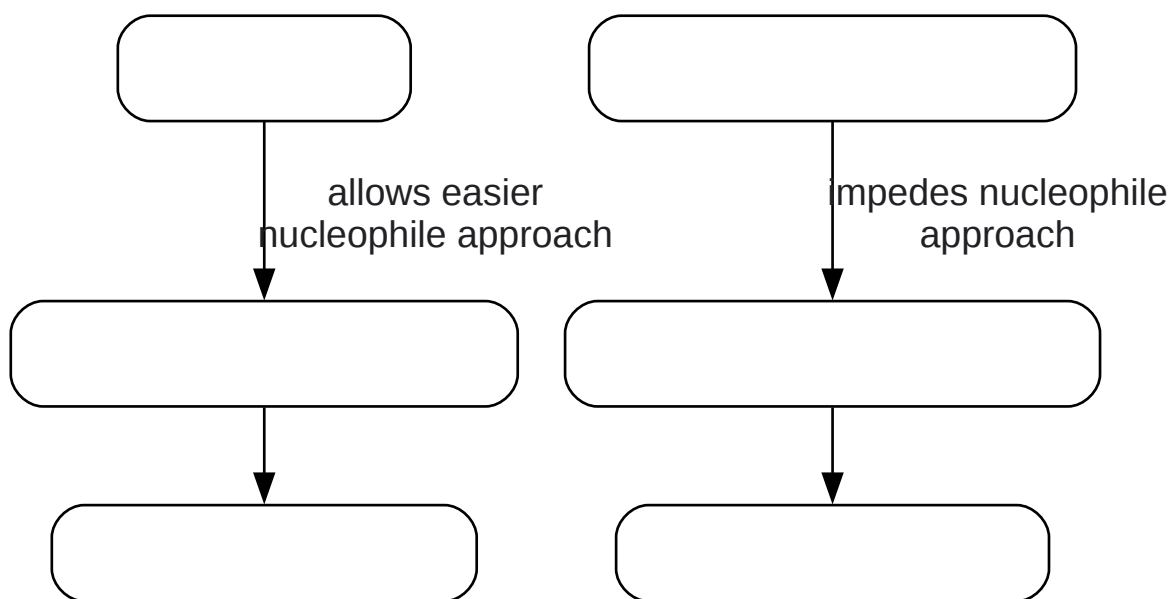 allows easier
nucleophile approach
impedes nucleophile
approach